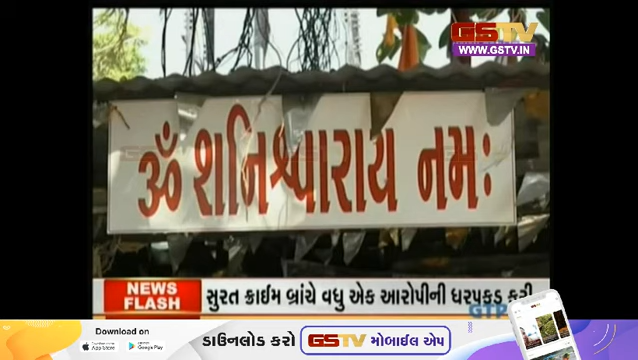 GSTV
WWW.GSTV.IN
ૐ શનિશ્વારાય નમઃ
NEWS FLASH
સુરત ક્રાઈમ બ્રાંચે વધુ એક આરોપીની ધરપકડ કરી
GTP
Download on
App Store
Google Play
ડાઉનલોડ કરો GSTV મોબાઈલ એપ